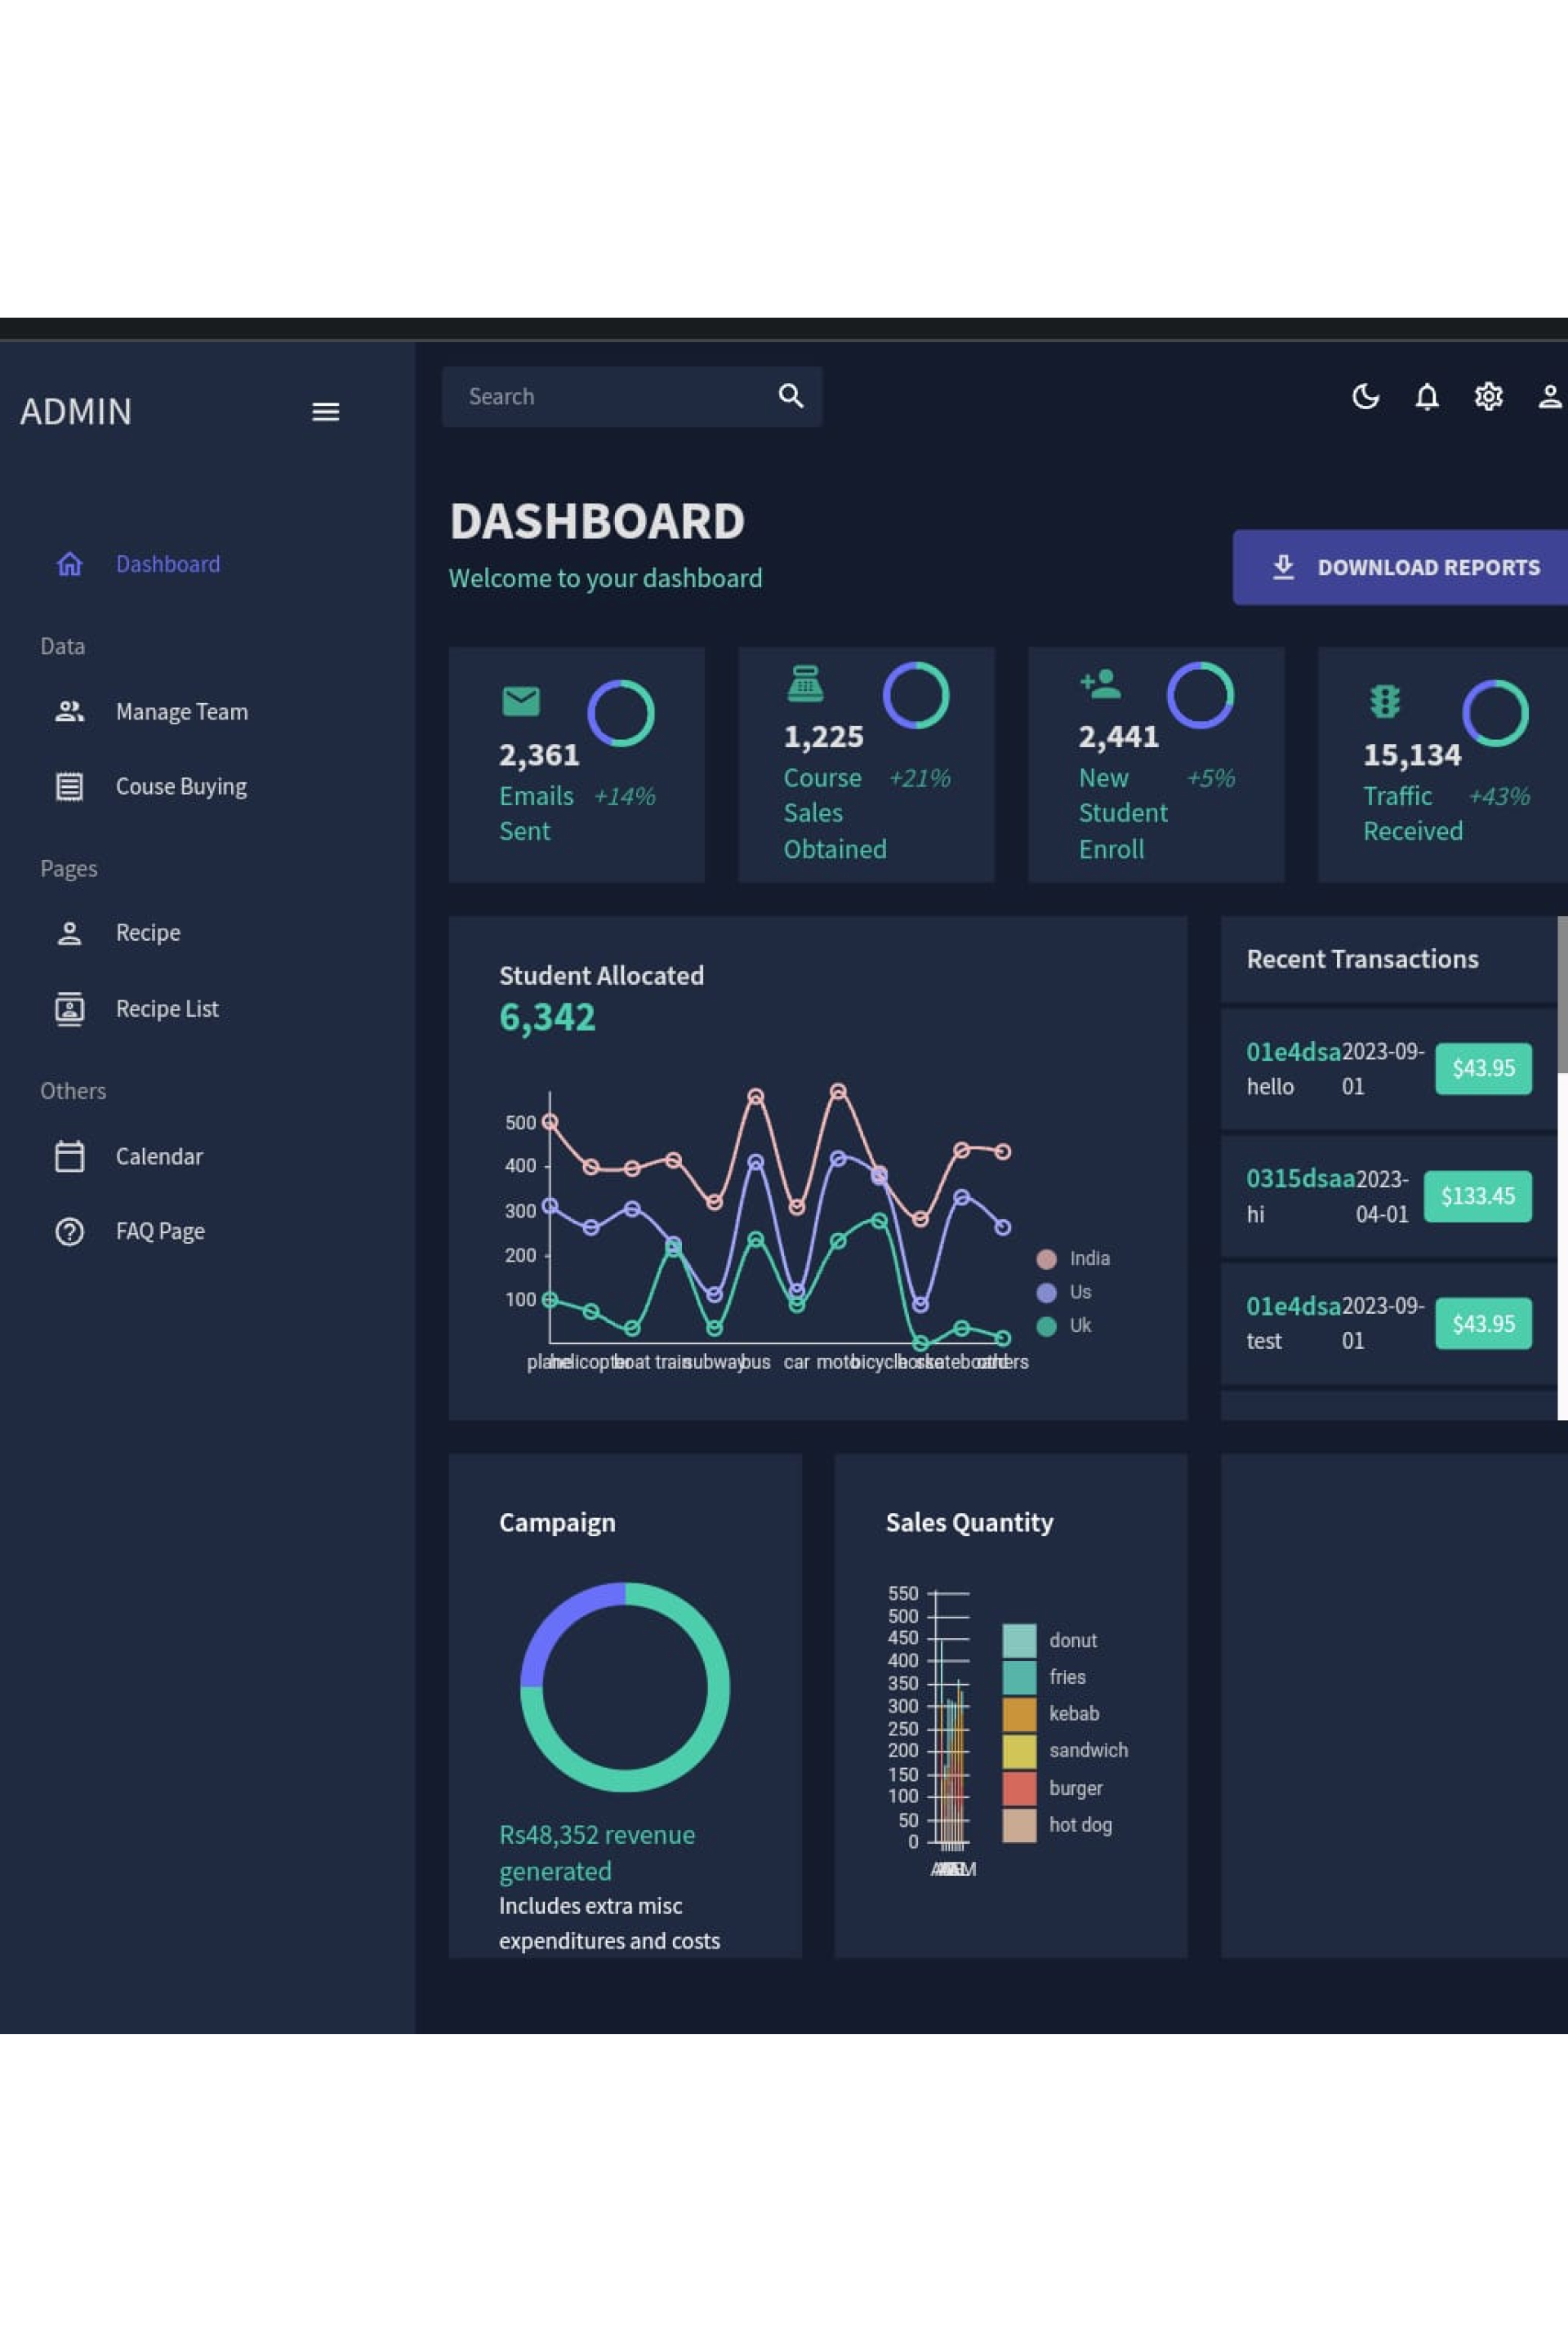 ADMIN
Dashboard
Data
Manage Team
Couse Buying
Pages
Recipe
Recipe List
Others
Calendar
FAQ Page
Search
DASHBOARD
Welcome to your dashboard
DOWNLOAD REPORTS
2,361
Emails +14%
Sent
1,225
Course +21%
Sales
Obtained
2,441
New +5%
Student
Enroll
15,134
Traffic +43%
Received
Student Allocated
6,342
500
400
300
200
100
plane helicopter boat train subway bus car moto bicycle horse skateboard others
India
Us
Uk
Recent Transactions
01e4dsa 2023-09- $43.95
hello 01
0315dsaa 2023- $133.45
hi 04-01
01e4dsa 2023-09- $43.95
test 01
Campaign
Rs48,352 revenue
generated
Includes extra misc
expenditures and costs
Sales Quantity
550
500
450
400
350
300
250
200
150
100
50
0
donut
fries
kebab
sandwich
burger
hot dog